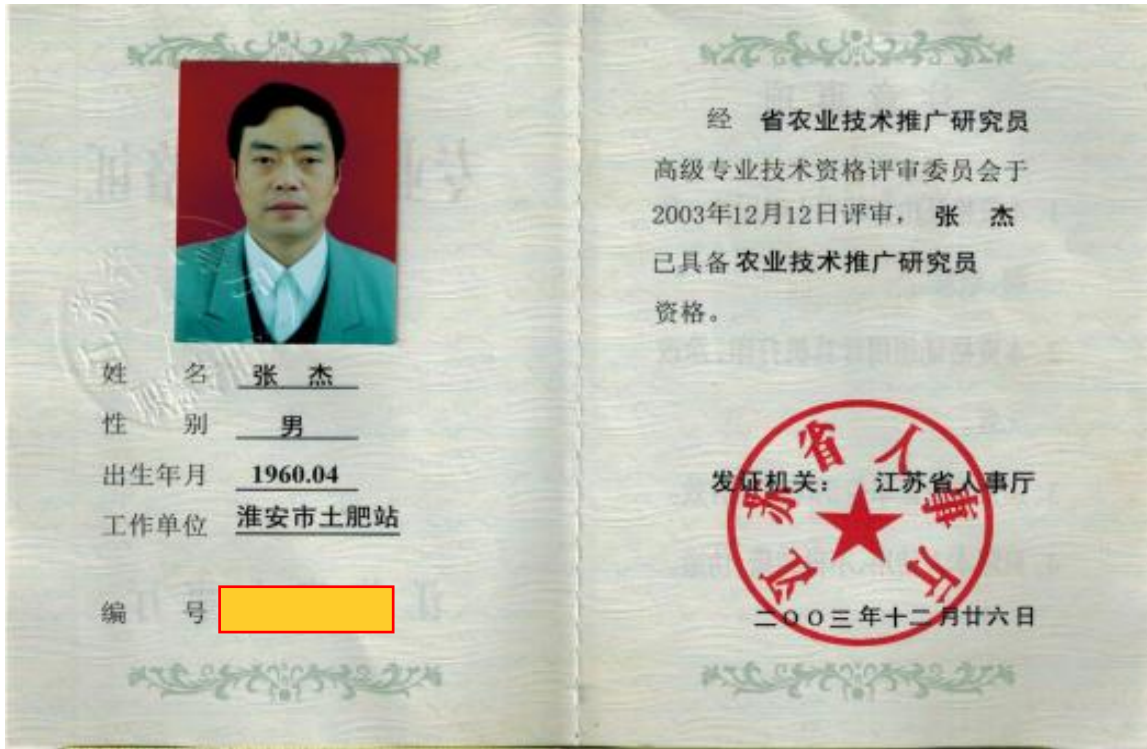 姓 名 张 杰
性 别 男
出生年月 1960.04
工作单位 淮安市土肥站
编 号
经 省农业技术推广研究员
高级专业技术资格评审委员会于
2003年12月12日评审， 张 杰
已具备 农业技术推广研究员
资格。
江苏省人事厅
发证机关： 江苏省人事厅
二〇〇三年十二月廿六日